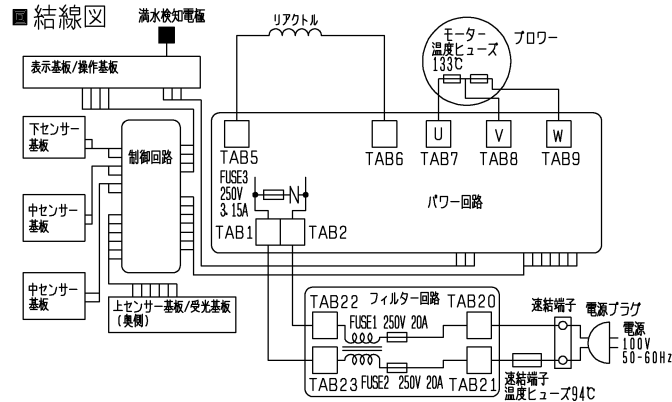 ■結線図
満水検知電極
リアクトル
モーター
温度ヒューズ
133℃
ブロワー
表示基板/操作基板
下センサー
基板
制御回路
TAB5
TAB6
U
V
W
TAB7
TAB8
TAB9
FUSE3
250V
3.15A
パワー回路
中センサー
基板
TAB1
TAB2
中センサー
基板
上センサー基板/受光基板
(奥側)
TAB22
フィルター回路
TAB20
FUSE1 250V 20A
速結端子
電源プラグ
電源
100V
50-60Hz
TAB23
FUSE2 250V 20A
TAB21
速結端子
温度ヒューズ94℃